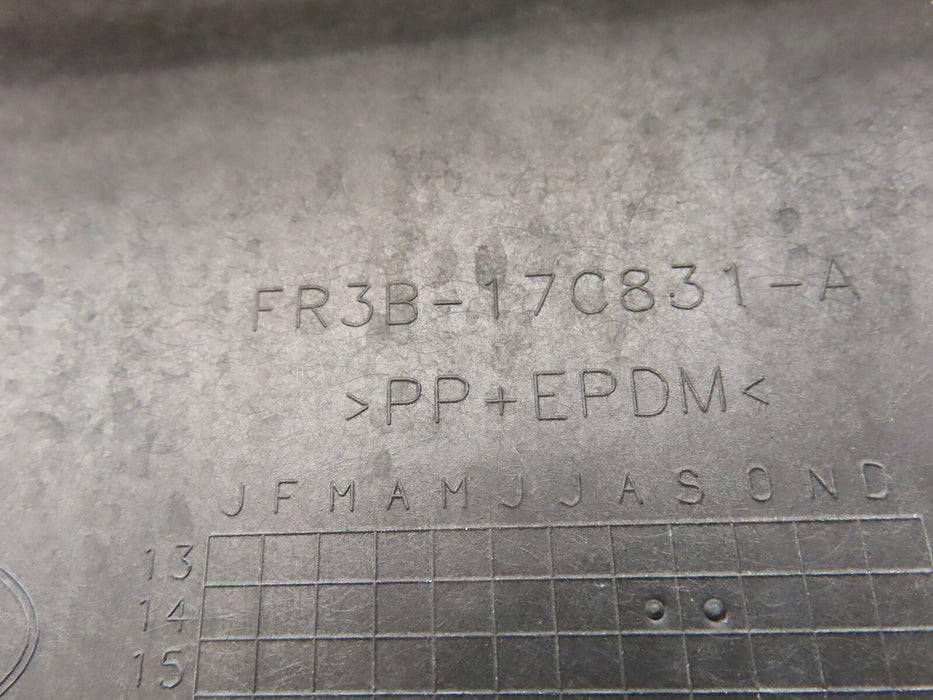 FR3B-17C831-A
>PP+EPDM<
J F M A M J J A S O N D
13
14
15